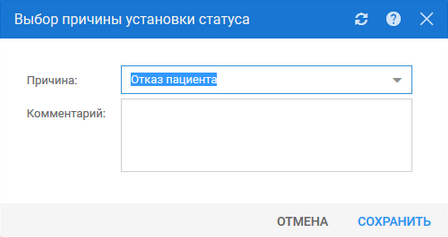 Выбор причины установки статуса
?
Причина: Отказ пациента
Комментарий:
ОТМЕНА СОХРАНИТЬ